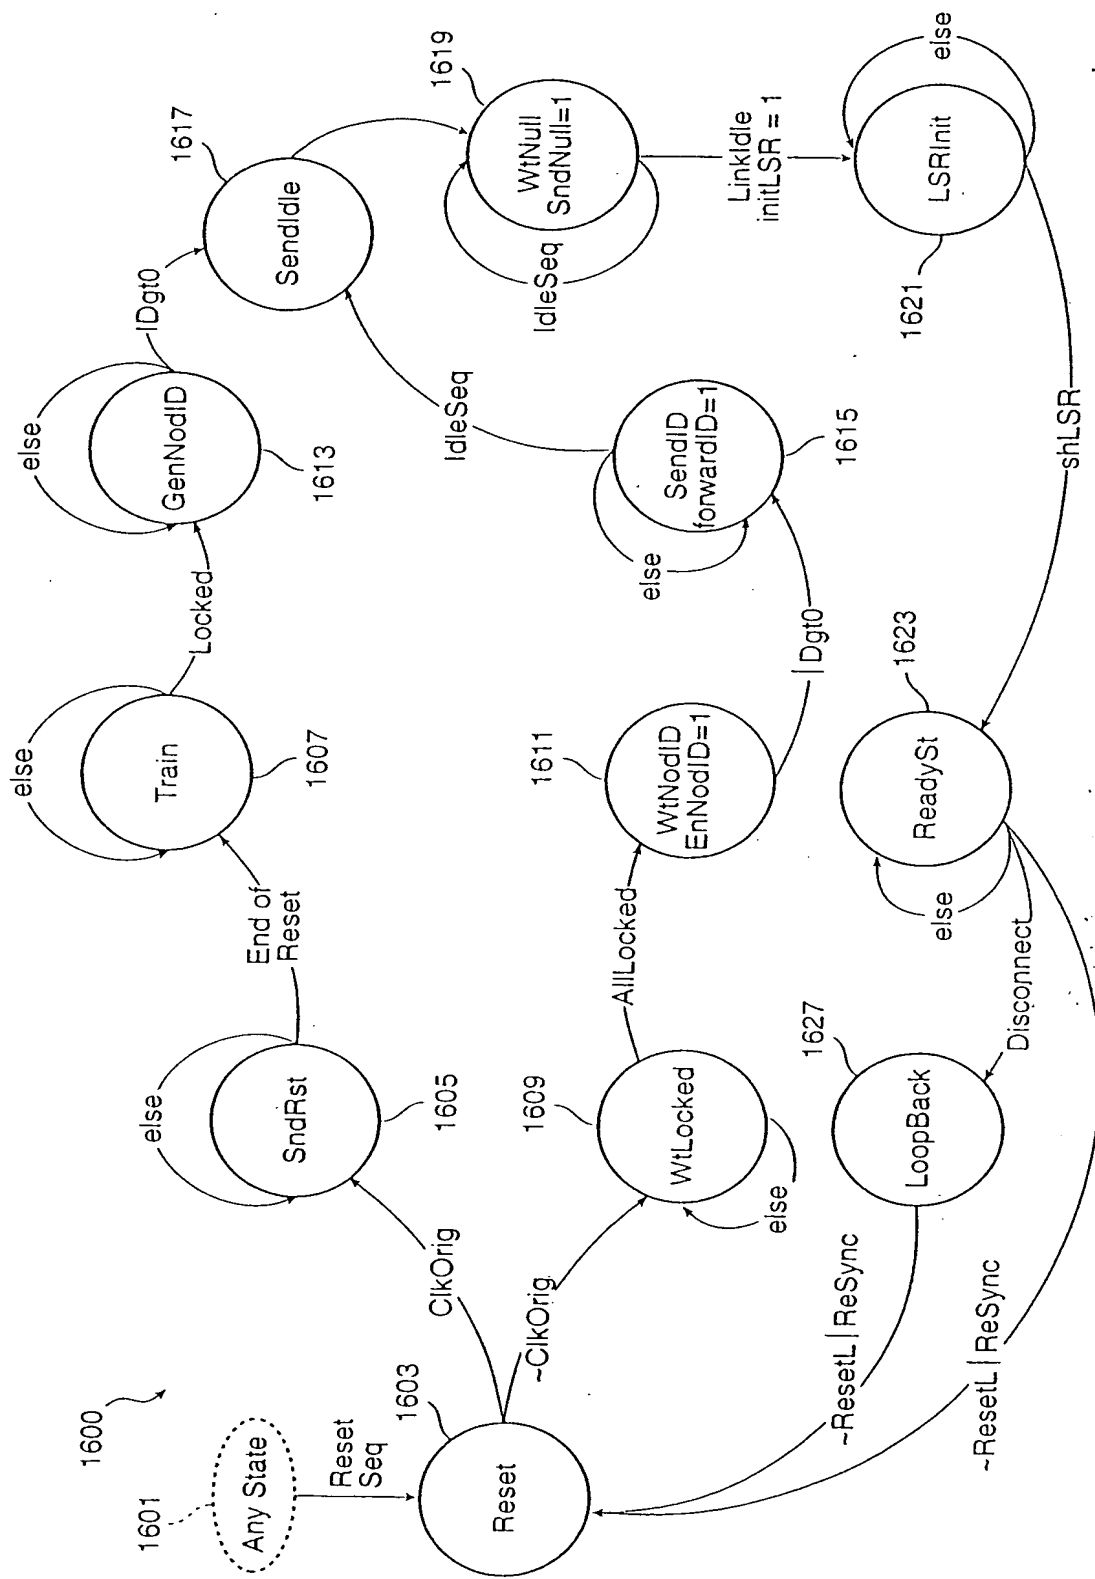 1600
1601
Any State
Reset
Seq
1603
Reset
ClkOrig
~ClkOrig
else
SndRst
1605
End of
Reset
else
Train
1607
Locked
else
GenNodID
1613
IDgt0
1617
SendIdle
1619
WtNull
SndNull=1
IdleSeq
LinkIdle
initLSR = 1
else
LSRInit
1621
shLSR
1609
WtLocked
else
AllLocked
1611
WtNodID
EnNodID=1
IDgt0
SendID
forwardID=1
1615
else
IdleSeq
1623
ReadySt
else
Disconnect
1627
LoopBack
~ResetL|ReSync
~ResetL|ReSync